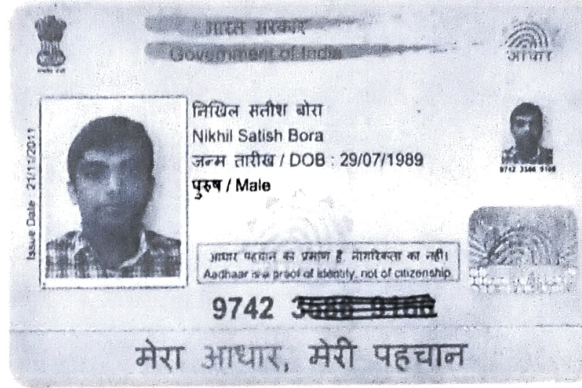 भारत सरकार
Government of India
आधार
निखिल सतीश बोरा
Nikhil Satish Bora
जन्म तारीख / DOB : 29/07/1989
पुरुष / Male
Issue Date : 21/11/2011
आधार पहचान का प्रमाण है, नागरिकता का नहीं।
Aadhaar is a proof of identity, not of citizenship.
9742
मेरा आधार, मेरी पहचान